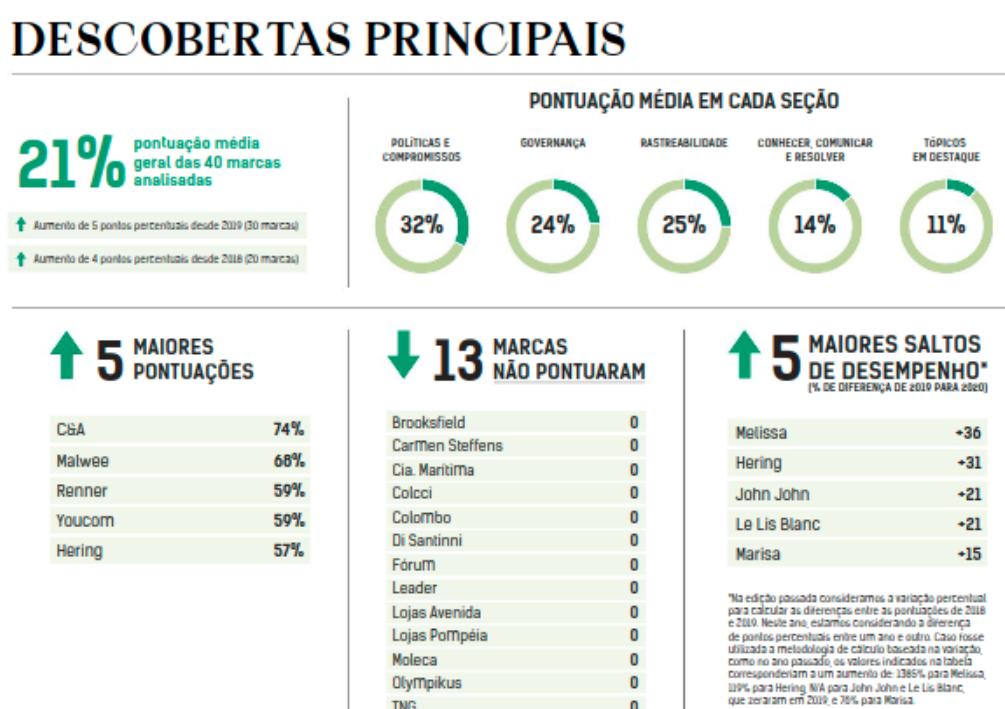 DESCOBERTAS PRINCIPAIS
21% pontuação média
geral das 40 marcas
analisadas
Aumento de 5 pontos percentuais desde 2019 (30 marcas)
Aumento de 4 pontos percentuais desde 2018 (20 marcas)
PONTUAÇÃO MÉDIA EM CADA SEÇÃO
POLÍTICAS E
COMPROMISSOS
32%
GOVERNANÇA
24%
RASTREABILIDADE
25%
CONHECER, COMUNICAR
E RESOLVER
14%
TÓPICOS
EM DESTAQUE
11%
5 MAIORES
PONTUAÇÕES
C&A 74%
Malwee 68%
Renner 59%
Youcom 59%
Hering 57%
13 MARCAS
NÃO PONTUARAM
Brooksfield 0
Carmen Steffens 0
Cia. Marítima 0
Colcci 0
Colombo 0
Di Santinni 0
Fórum 0
Leader 0
Lojas Avenida 0
Lojas Pompéia 0
Moleca 0
Olympikus 0
TNG 0
5 MAIORES SALTOS
DE DESEMPENHO*
(% DE DIFERENÇA DE 2019 PARA 2020)
Melissa +36
Hering +31
John John +21
Le Lis Blanc +21
Marisa +15
*Na edição passada consideramos a variação percentual
para calcular as diferenças entre as pontuações de 2018
e 2019. Neste ano, estamos considerando a diferença
de pontos percentuais entre um ano e outro. Caso fosse
utilizada a metodologia de cálculo baseada na variação,
como no ano passado, os valores indicados na tabela
corresponderiam a um aumento de: 1385% para Melissa,
119% para Hering, N/A para John John e Le Lis Blanc,
que zeraram em 2019, e 76% para Marisa.